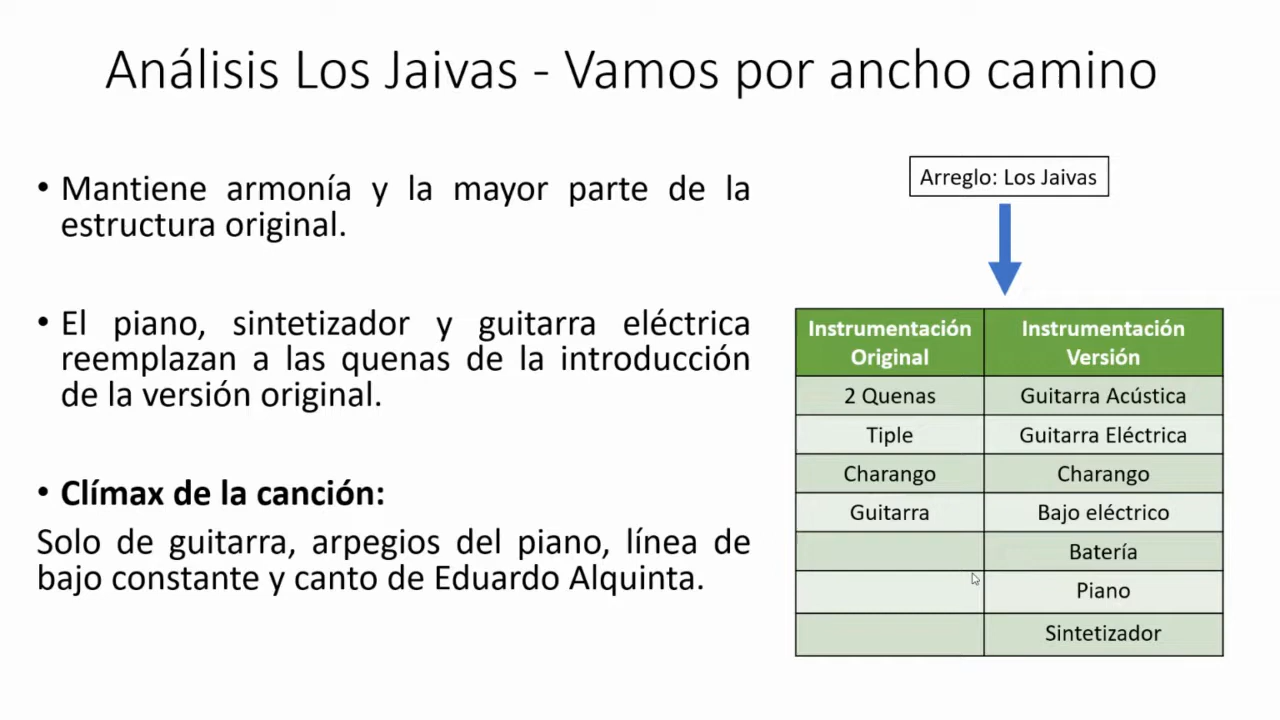 Análisis Los Jaivas - Vamos por ancho camino
• Mantiene armonía y la mayor parte de la
estructura original.
• El piano, sintetizador y guitarra eléctrica
reemplazan a las quenas de la introducción
de la versión original.
• Clímax de la canción:
Solo de guitarra, arpegios del piano, línea de
bajo constante y canto de Eduardo Alquinta.
Arreglo: Los Jaivas
Instrumentación Original
Instrumentación Versión
2 Quenas
Guitarra Acústica
Tiple
Guitarra Eléctrica
Charango
Charango
Guitarra
Bajo eléctrico
Batería
Piano
Sintetizador